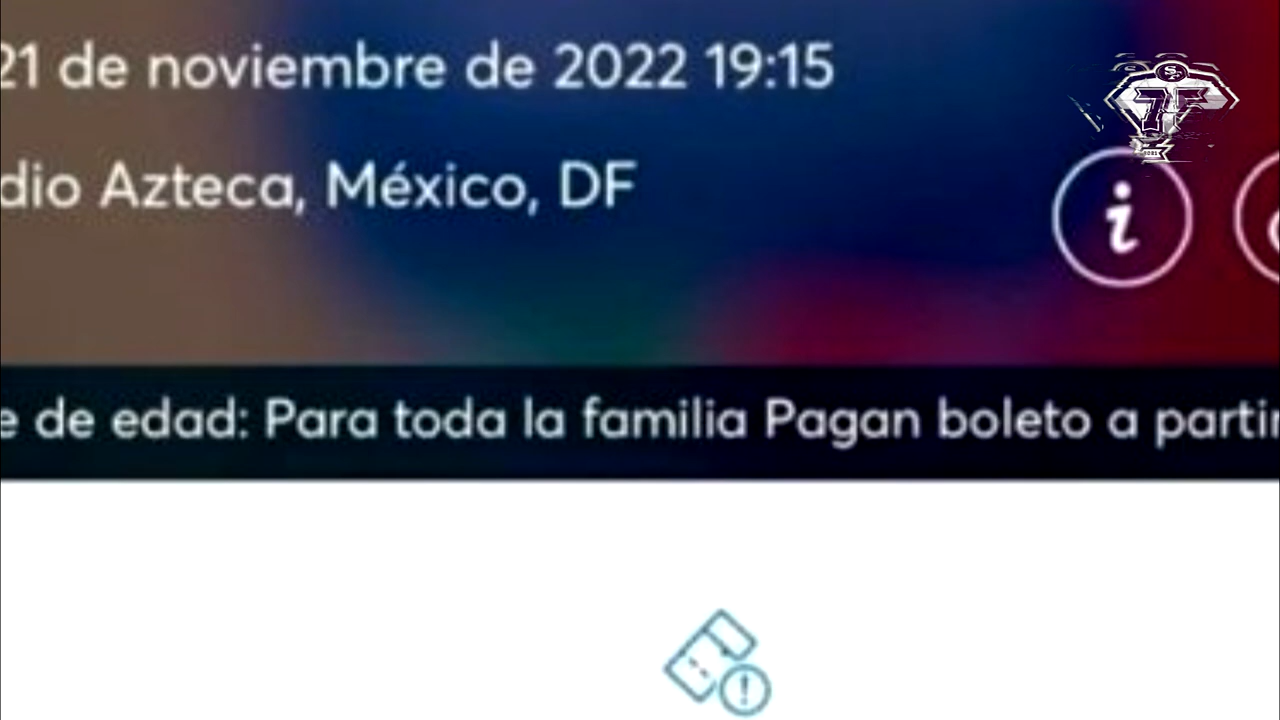 21 de noviembre de 2022 19:15
dio Azteca, México, DF
e de edad: Para toda la familia Pagan boleto a partir